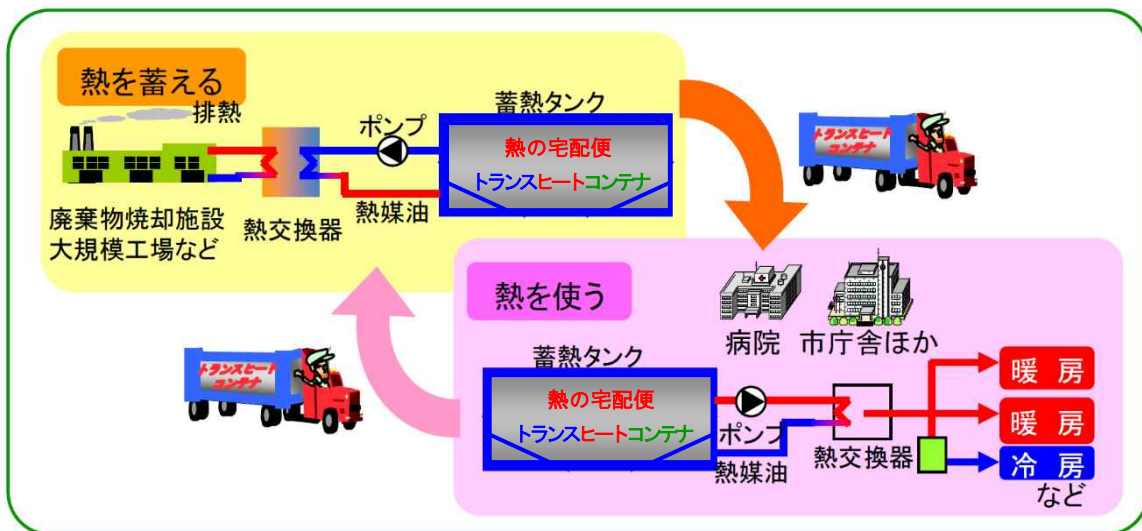 熱を蓄える
排熱
廃棄物焼却施設
大規模工場など
熱交換器
ポンプ
熱媒油
蓄熱タンク
熱の宅配便
トランスヒートコンテナ
トランスヒート
コンテナ
熱を使う
病院
市庁舎ほか
蓄熱タンク
熱の宅配便
トランスヒートコンテナ
ポンプ
熱媒油
熱交換器
暖 房
暖 房
冷 房
など
トランスヒート
コンテナ